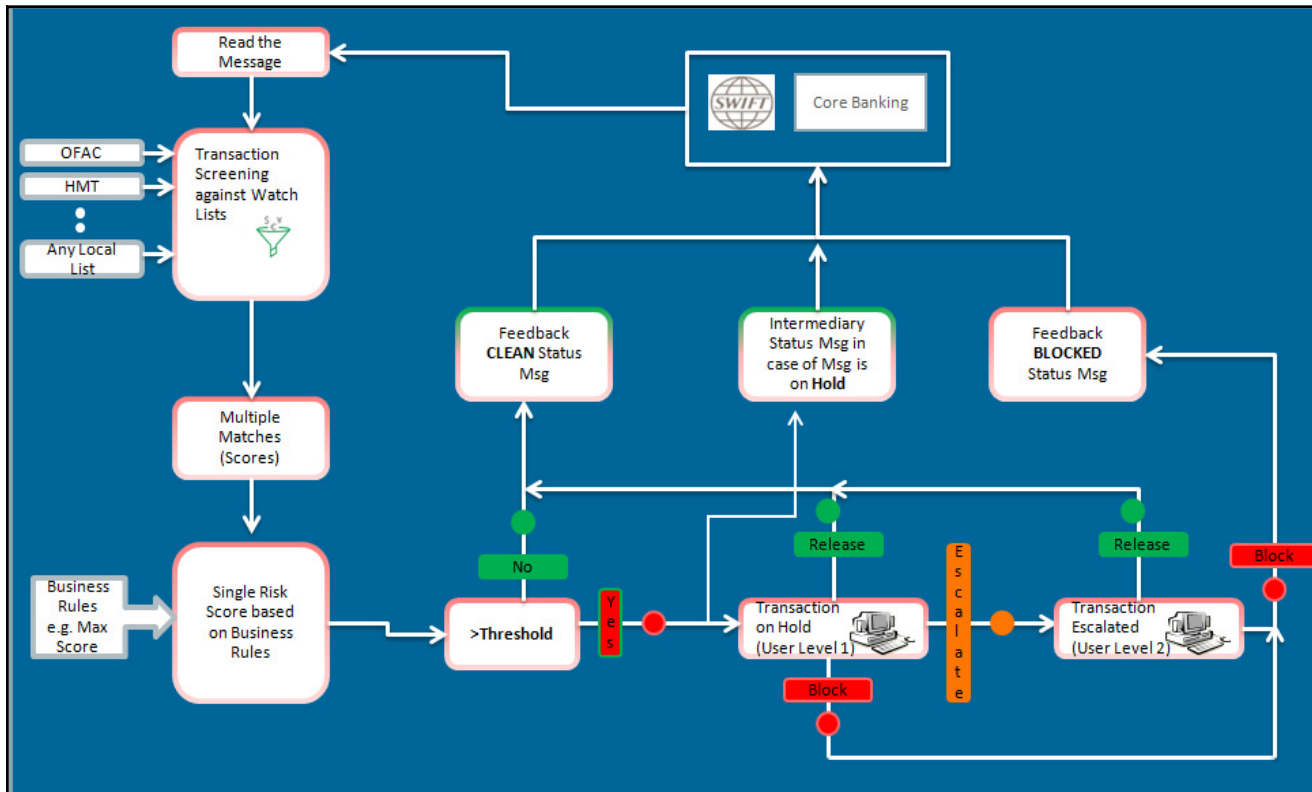 Read the
Message
SWIFT
Core Banking
OFAC
HMT
Any Local
List
Transaction
Screening
against Watch
Lists
S C V
Feedback
CLEAN Status
Msg
Intermediary
Status Msg in
case of Msg is
on Hold
Feedback
BLOCKED
Status Msg
Multiple
Matches
(Scores)
Business
Rules
e.g. Max
Score
Single Risk
Score based
on Business
Rules
No
>Threshold
Yes
Release
Transaction
on Hold
(User Level 1)
Block
Escalate
Release
Transaction
Escalated
(User Level 2)
Block